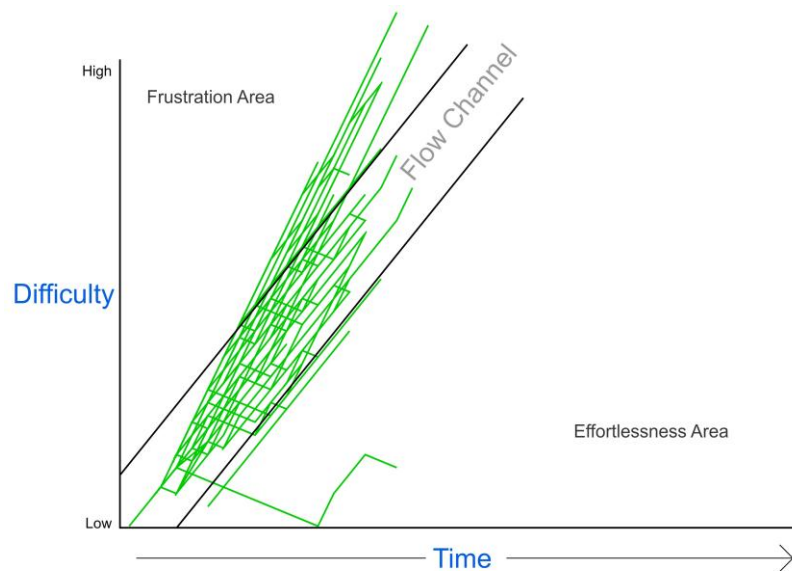 High
Frustration Area
Flow Channel
Difficulty
Effortlessness Area
Low
Time